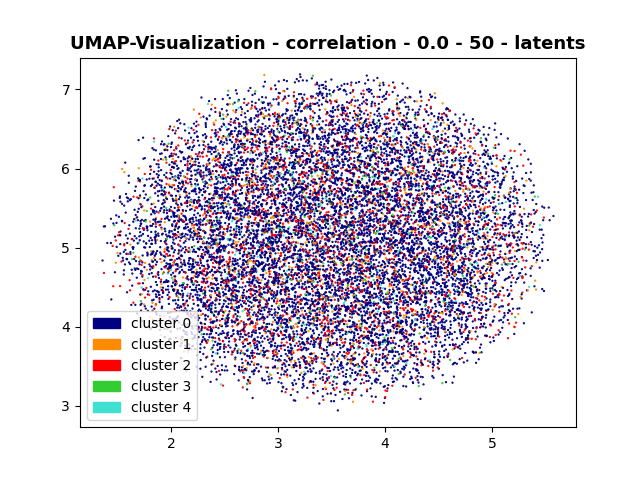 UMAP-Visualization - correlation - 0.0 - 50 - latents
7
6
5
4
3
cluster 0
cluster 1
cluster 2
cluster 3
cluster 4
2 3 4 5